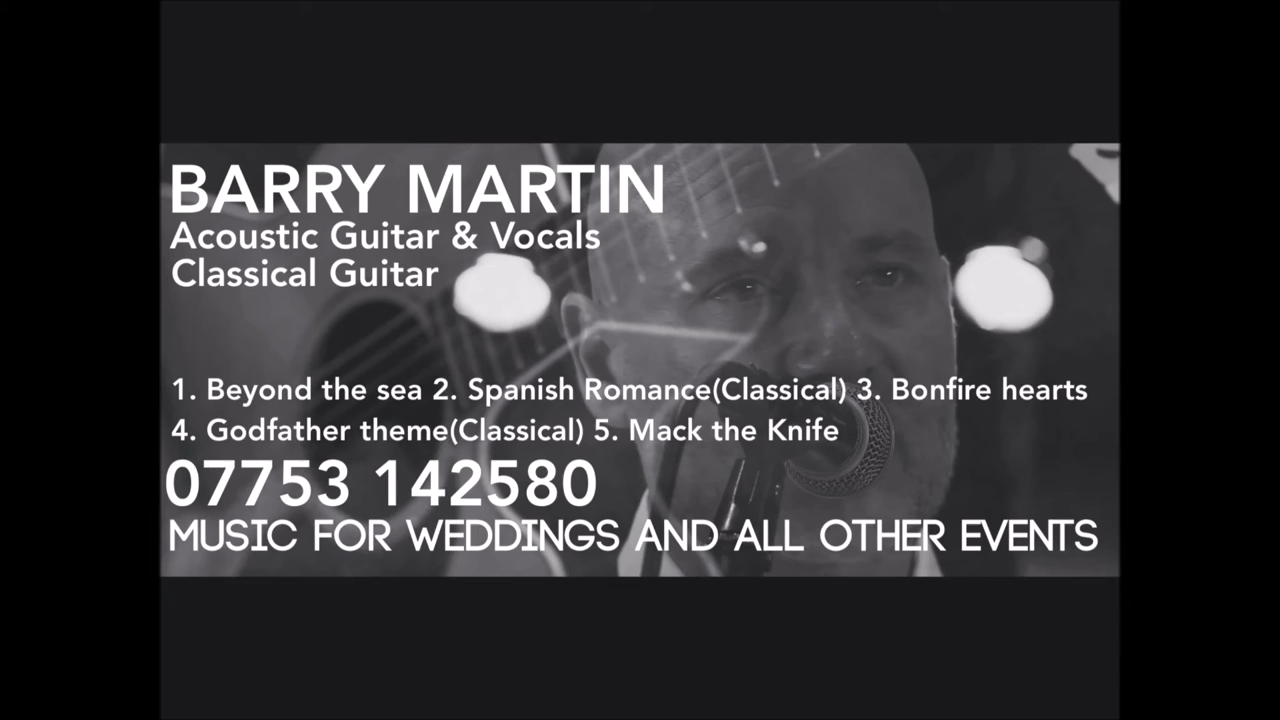 BARRY MARTIN
Acoustic Guitar & Vocals
Classical Guitar
1. Beyond the sea 2. Spanish Romance(Classical) 3. Bonfire hearts
4. Godfather theme(Classical) 5. Mack the Knife
07753 142580
MUSIC FOR WEDDINGS AND ALL OTHER EVENTS